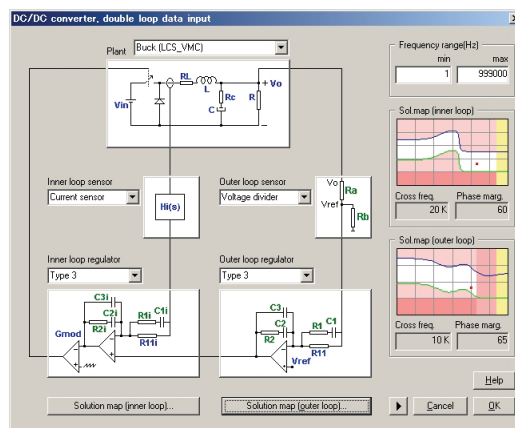 DC/DC converter, double loop data input
Plant Buck (LCS_VMC)
RL L + Vo
Vin Rc R
C
Frequency range(Hz)
min max
1 999000
Sol.map (inner loop)
Cross freq. Phase marg.
20 K 60
Inner loop sensor
Current sensor
Hi(s)
Outer loop sensor
Voltage divider
Vo
Ra
Vref
Rb
Sol.map (outer loop)
Cross freq. Phase marg.
10 K 65
Inner loop regulator
Type 3
C3i
C2i
R2i
R1i C1i
R11i
Gmod
Outer loop regulator
Type 3
C3
C2
R2
R1 C1
R11
Vref
Help
Solution map (inner loop)...
Solution map (outer loop)...
Cancel
OK